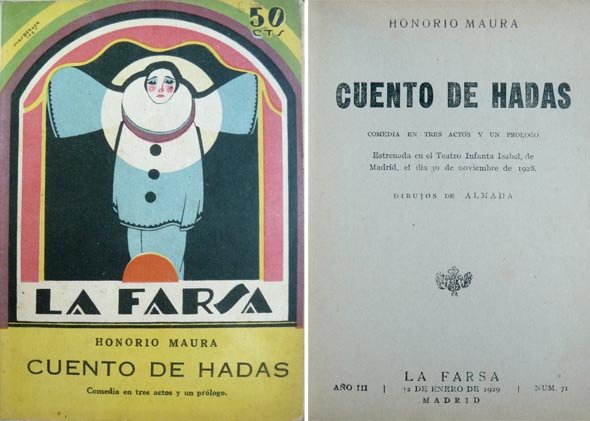 50
CTS
LA FARSA
HONORIO MAURA
CUENTO DE HADAS
Comedia en tres actos y un prólogo.
HONORIO MAURA
CUENTO DE HADAS
COMEDIA EN TRES ACTOS Y UN PROLOGO
Estrenada en el Teatro Infanta Isabel, de
Madrid, el día 30 de noviembre de 1928.
DIBUJOS DE ALMADA
LA FARSA
AÑO III | 12 DE ENERO DE 1929 | NUM. 71
MADRID